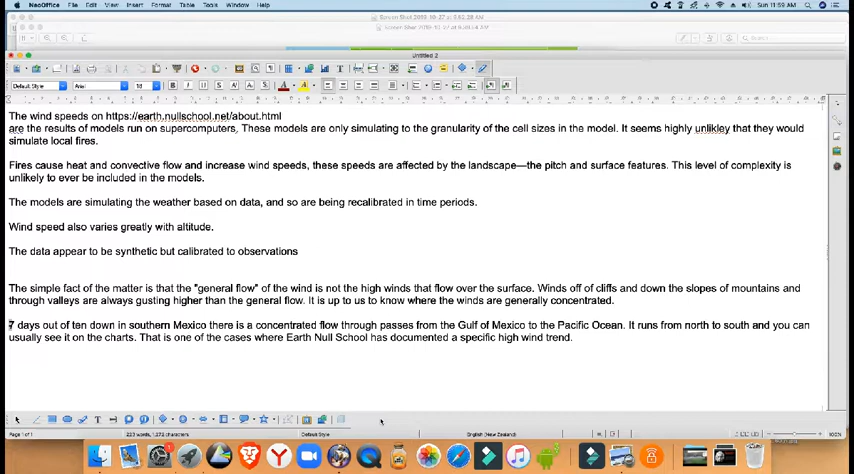 NeoOffice File Edit View Insert Format Table Tools Window Help Sun 11:59 AM
Untitled 2
Default Style Arial 18
The wind speeds on https://earth.nullschool.net/about.html
are the results of models run on supercomputers, These models are only simulating to the granularity of the cell sizes in the model. It seems highly unlikley that they would
simulate local fires.
Fires cause heat and convective flow and increase wind speeds, these speeds are affected by the landscape—the pitch and surface features. This level of complexity is
unlikely to ever be included in the models.
The models are simulating the weather based on data, and so are being recalibrated in time periods.
Wind speed also varies greatly with altitude.
The data appear to be synthetic but calibrated to observations
The simple fact of the matter is that the "general flow" of the wind is not the high winds that flow over the surface. Winds off of cliffs and down the slopes of mountains and
through valleys are always gusting higher than the general flow. It is up to us to know where the winds are generally concentrated.
7 days out of ten down in southern Mexico there is a concentrated flow through passes from the Gulf of Mexico to the Pacific Ocean. It runs from north to south and you can
usually see it on the charts. That is one of the cases where Earth Null School has documented a specific high wind trend.
Page 1 of 1 223 words, 1,272 characters Default Style English (New Zealand) 100%